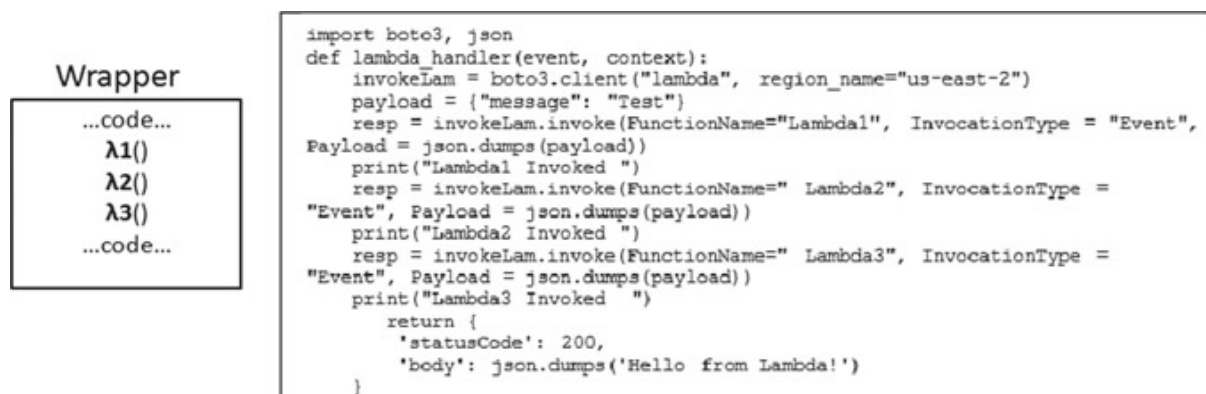 Wrapper
...code...
λ1()
λ2()
λ3()
...code...
import boto3, json
def lambda_handler(event, context):
    invokeLam = boto3.client("lambda", region_name="us-east-2")
    payload = {"message": "Test"}
    resp = invokeLam.invoke(FunctionName="Lambda1", InvocationType = "Event",
Payload = json.dumps(payload))
    print("Lambda1 Invoked ")
    resp = invokeLam.invoke(FunctionName=" Lambda2", InvocationType =
"Event", Payload = json.dumps(payload))
    print("Lambda2 Invoked ")
    resp = invokeLam.invoke(FunctionName=" Lambda3", InvocationType =
"Event", Payload = json.dumps(payload))
    print("Lambda3 Invoked  ")
        return {
         'statusCode': 200,
         'body': json.dumps('Hello from Lambda!')
    }